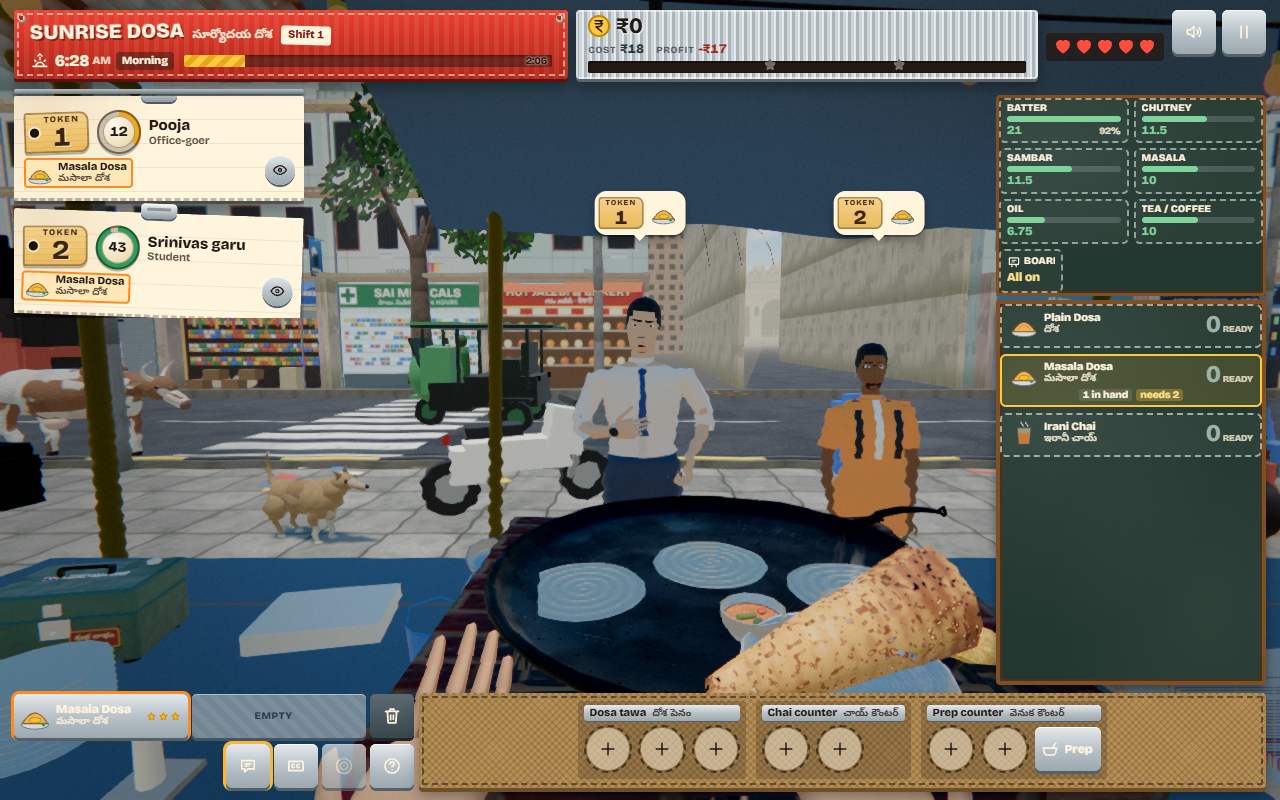 SUNRISE DOSA సూర్యోదయ దోశ Shift 1
6:28 AM Morning 2:06
₹0
COST ₹18 PROFIT -₹17
TOKEN
1
12
Pooja
Office-goer
Masala Dosa
మసాలా దోశ
TOKEN
2
43
Srinivas garu
Student
Masala Dosa
మసాలా దోశ
TOKEN
1
TOKEN
2
SAI
CALS
BATTER
21 92%
CHUTNEY
11.5
SAMBAR
11.5
MASALA
10
OIL
6.75
TEA / COFFEE
10
BOARI
All on
Plain Dosa
దోశ
0 READY
Masala Dosa
మసాలా దోశ
0 READY
1 in hand needs 2
Irani Chai
ఇరానీ చాయ్
0 READY
Masala Dosa
మసాలా దోశ
EMPTY
CC
Dosa tawa దోశ పెనం
Chai counter చాయ్ కౌంటర్
Prep counter వెనుక కౌంటర్
Prep